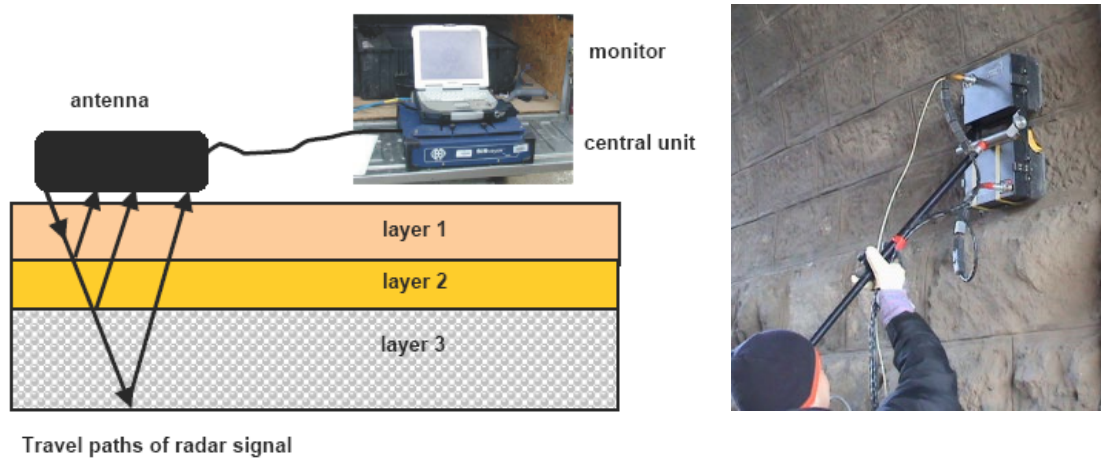 monitor
antenna
central unit
layer 1
layer 2
layer 3
Travel paths of radar signal